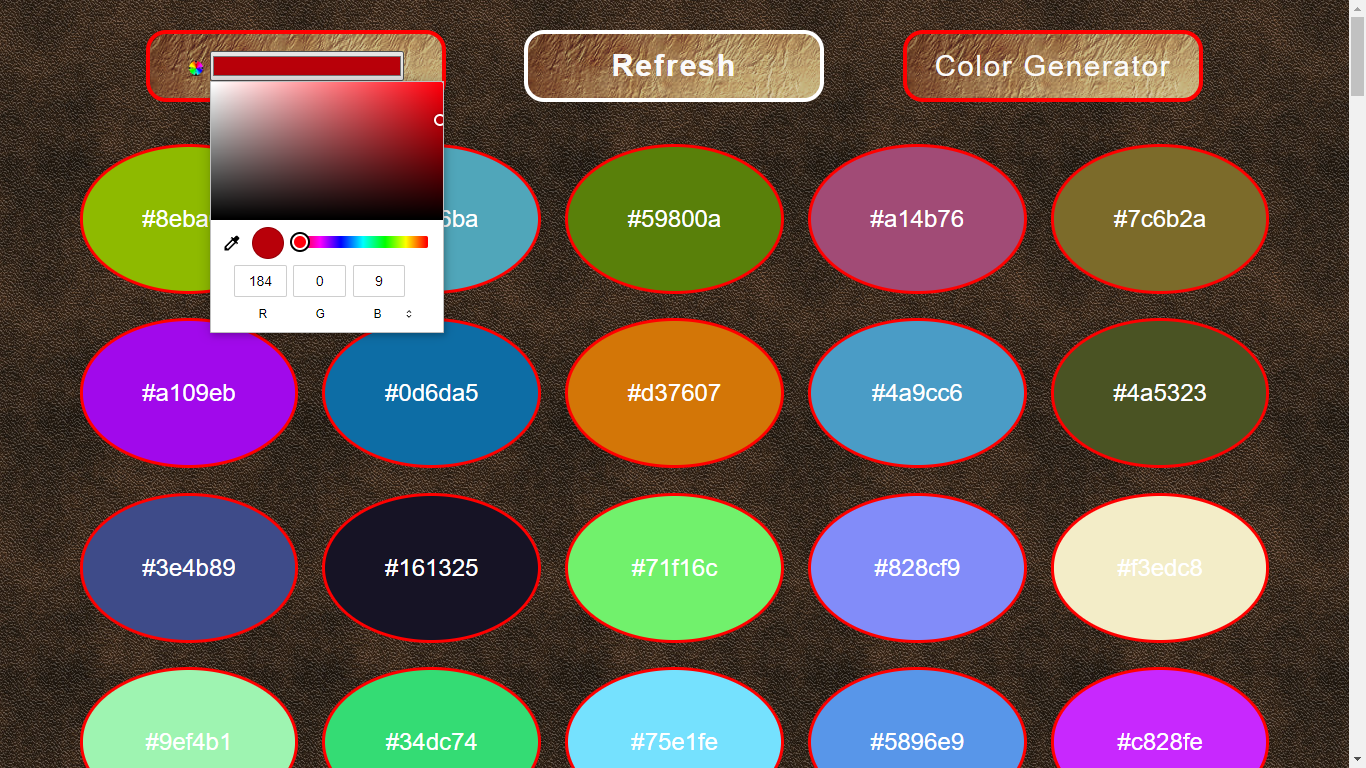 Refresh
Color Generator
#8eba
6ba
#59800a
#a14b76
#7c6b2a
184
0
9
R
G
B
#a109eb
#0d6da5
#d37607
#4a9cc6
#4a5323
#3e4b89
#161325
#71f16c
#828cf9
#f3edc8
#9ef4b1
#34dc74
#75e1fe
#5896e9
#c828fe